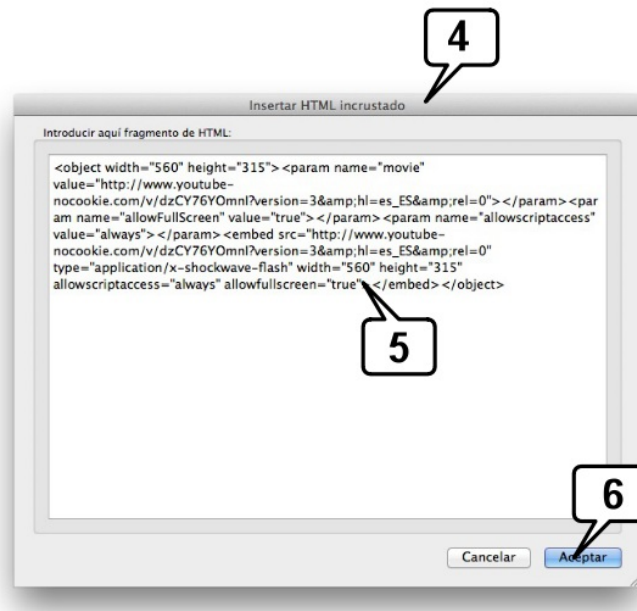 4
Insertar HTML incrustado
Introducir aquí fragmento de HTML:
<object width="560" height="315"><param name="movie"
value="http://www.youtube-
nocookie.com/v/dzCY76YOmnI?version=3&amp;hl=es_ES&amp;rel=0"></param><par
am name="allowFullScreen" value="true"></param><param name="allowscriptaccess"
value="always"></param><embed src="http://www.youtube-
nocookie.com/v/dzCY76YOmnI?version=3&amp;hl=es_ES&amp;rel=0"
type="application/x-shockwave-flash" width="560" height="315"
allowscriptaccess="always" allowfullscreen="true"></embed></object>
5
6
Cancelar
Aceptar